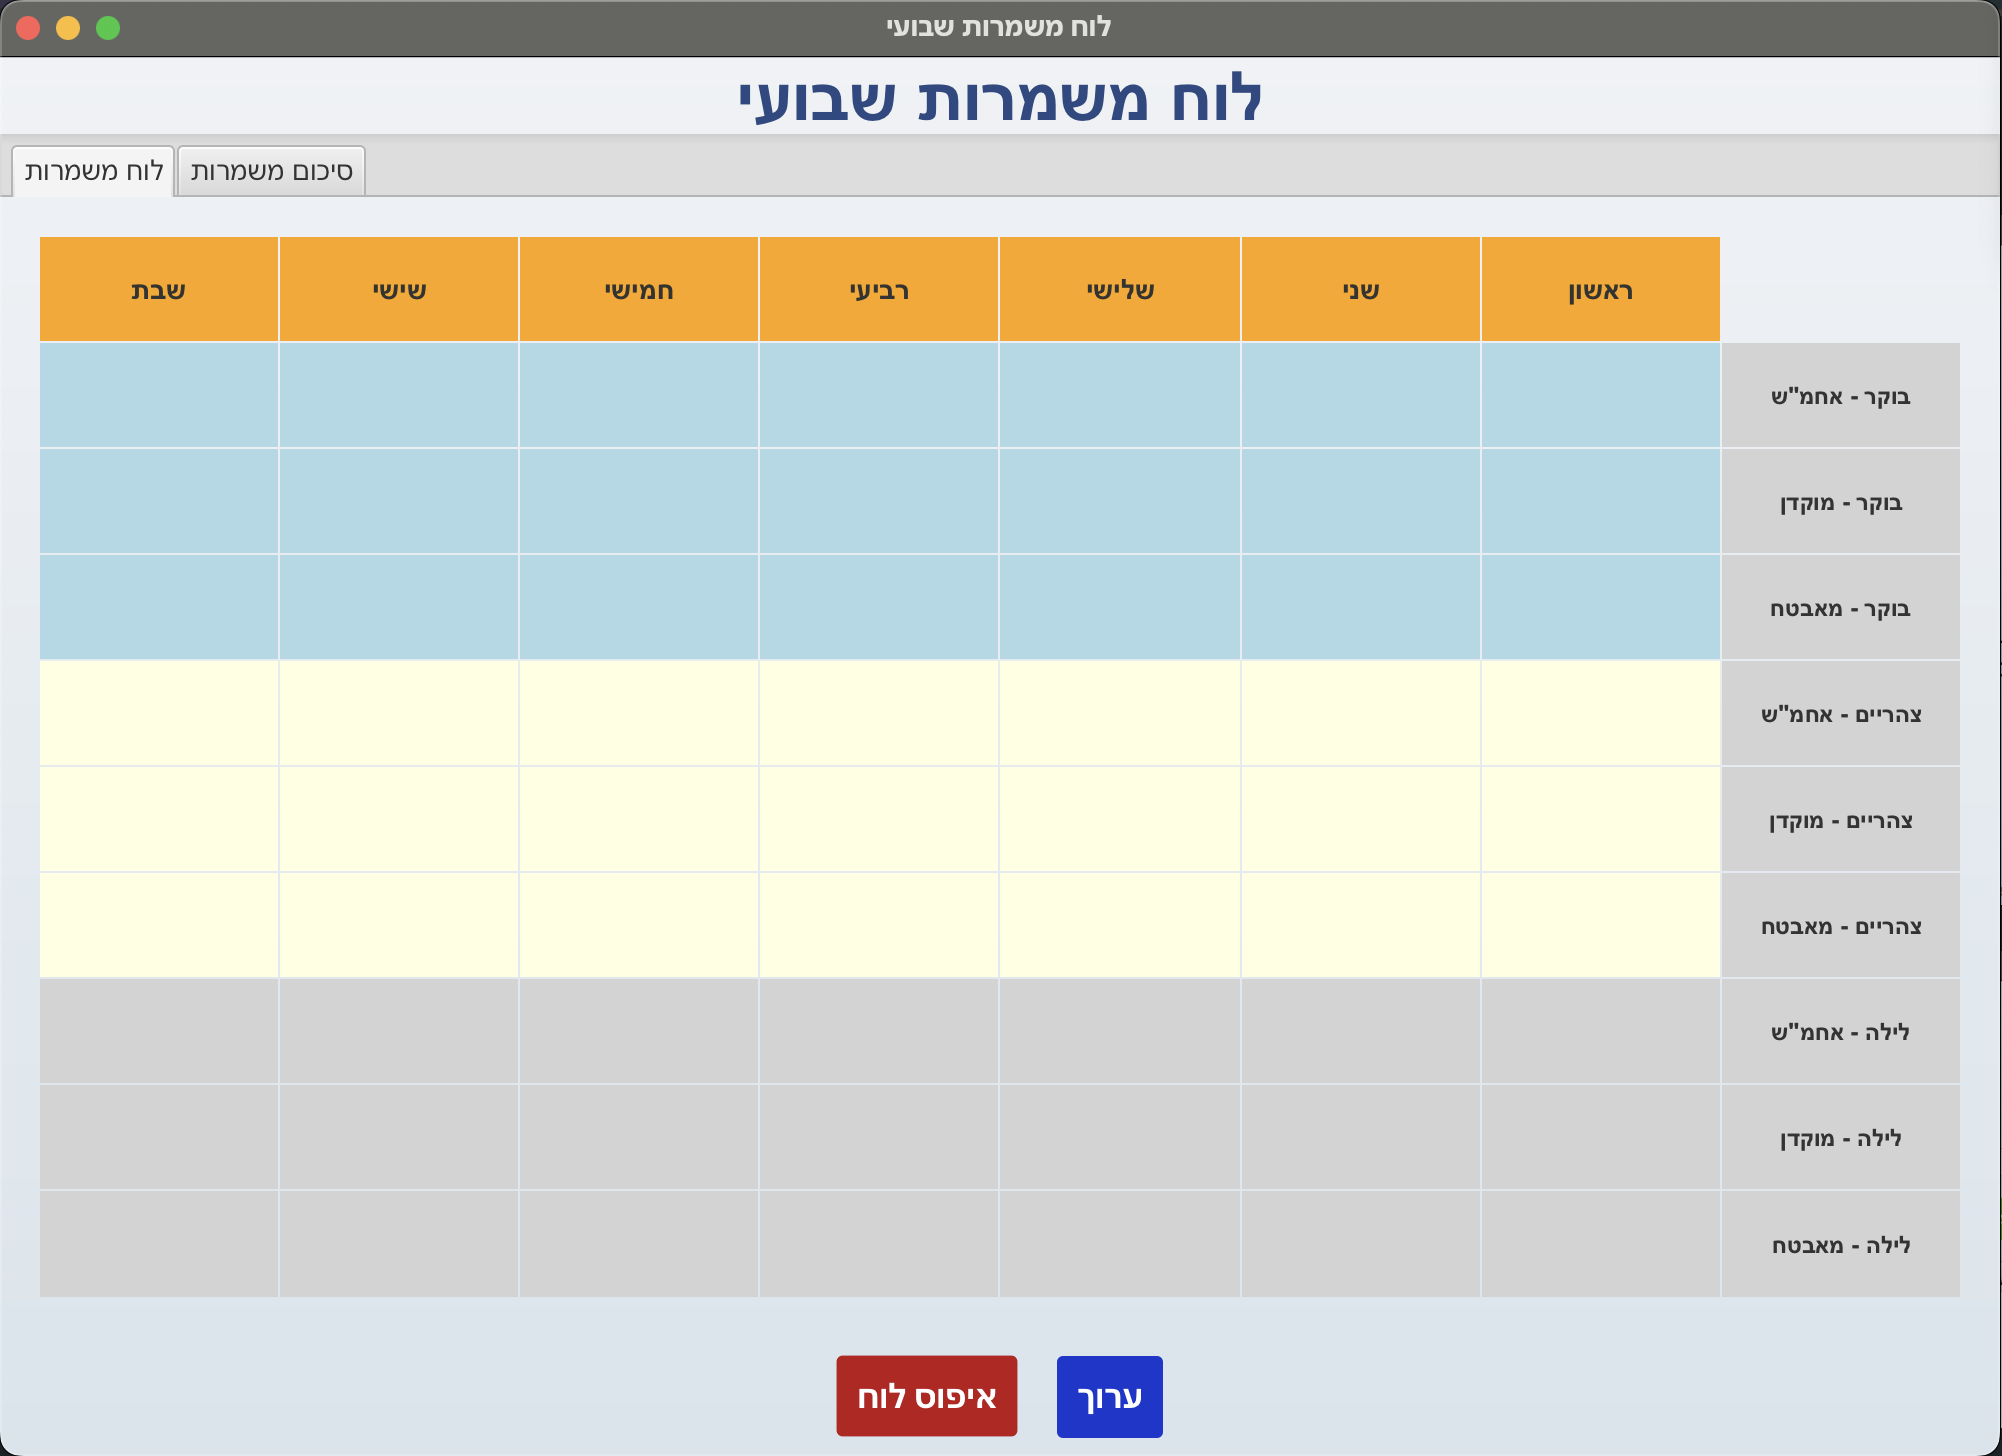 לוח משמרות שבועי
לוח משמרות שבועי
לוח משמרות
סיכום משמרות
ראשון שני שלישי רביעי חמישי שישי שבת
בוקר - אחמ"ש
בוקר - מוקדן
בוקר - מאבטח
צהריים - אחמ"ש
צהריים - מוקדן
צהריים - מאבטח
לילה - אחמ"ש
לילה - מוקדן
לילה - מאבטח
ערוך
איפוס לוח